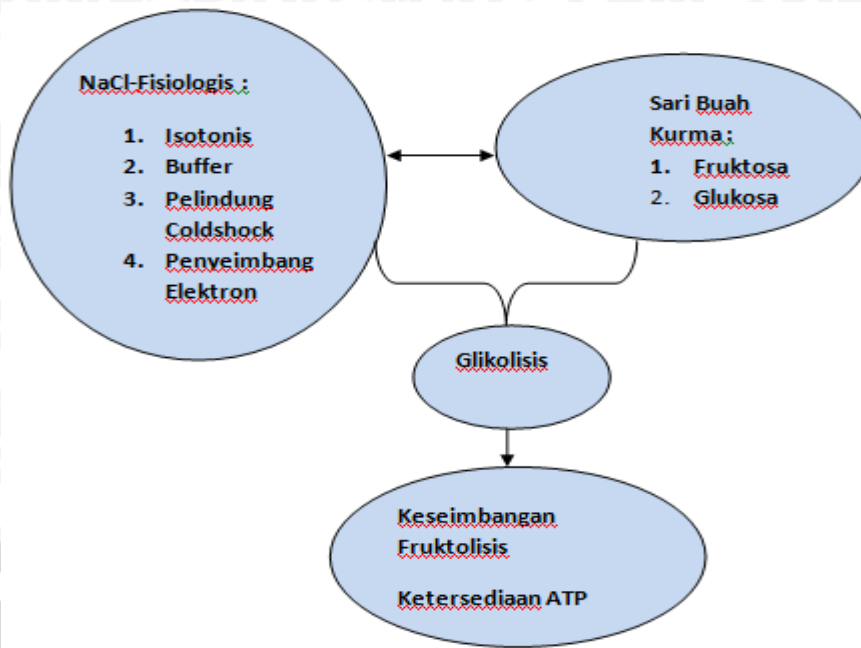 NaCl-Fisiologis :
1. Isotonis
2. Buffer
3. Pelindung
Coldshock
4. Penyeimbang
Elektron
Sari Buah
Kurma :
1. Fruktosa
2. Glukosa
Glikolisis
Keseimbangan
Fruktolisis
Ketersediaan ATP